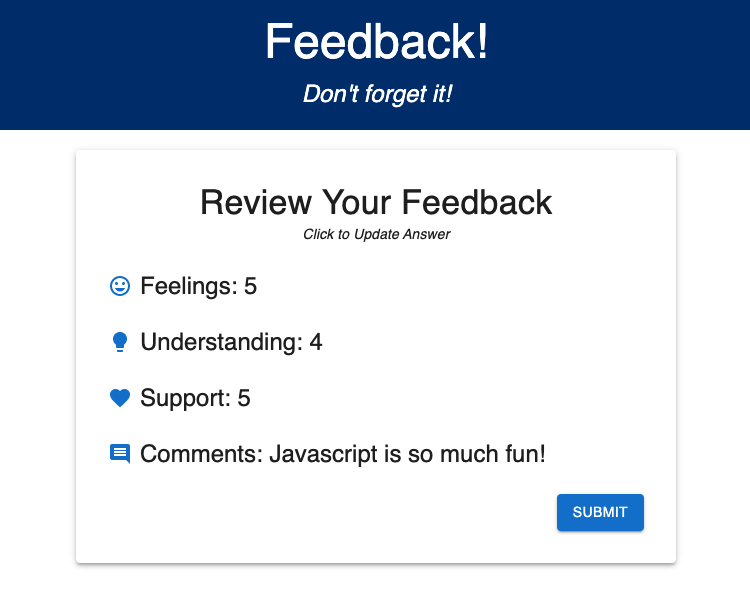 Feedback!
Don't forget it!
Review Your Feedback
Click to Update Answer
Feelings: 5
Understanding: 4
Support: 5
Comments: Javascript is so much fun!
SUBMIT